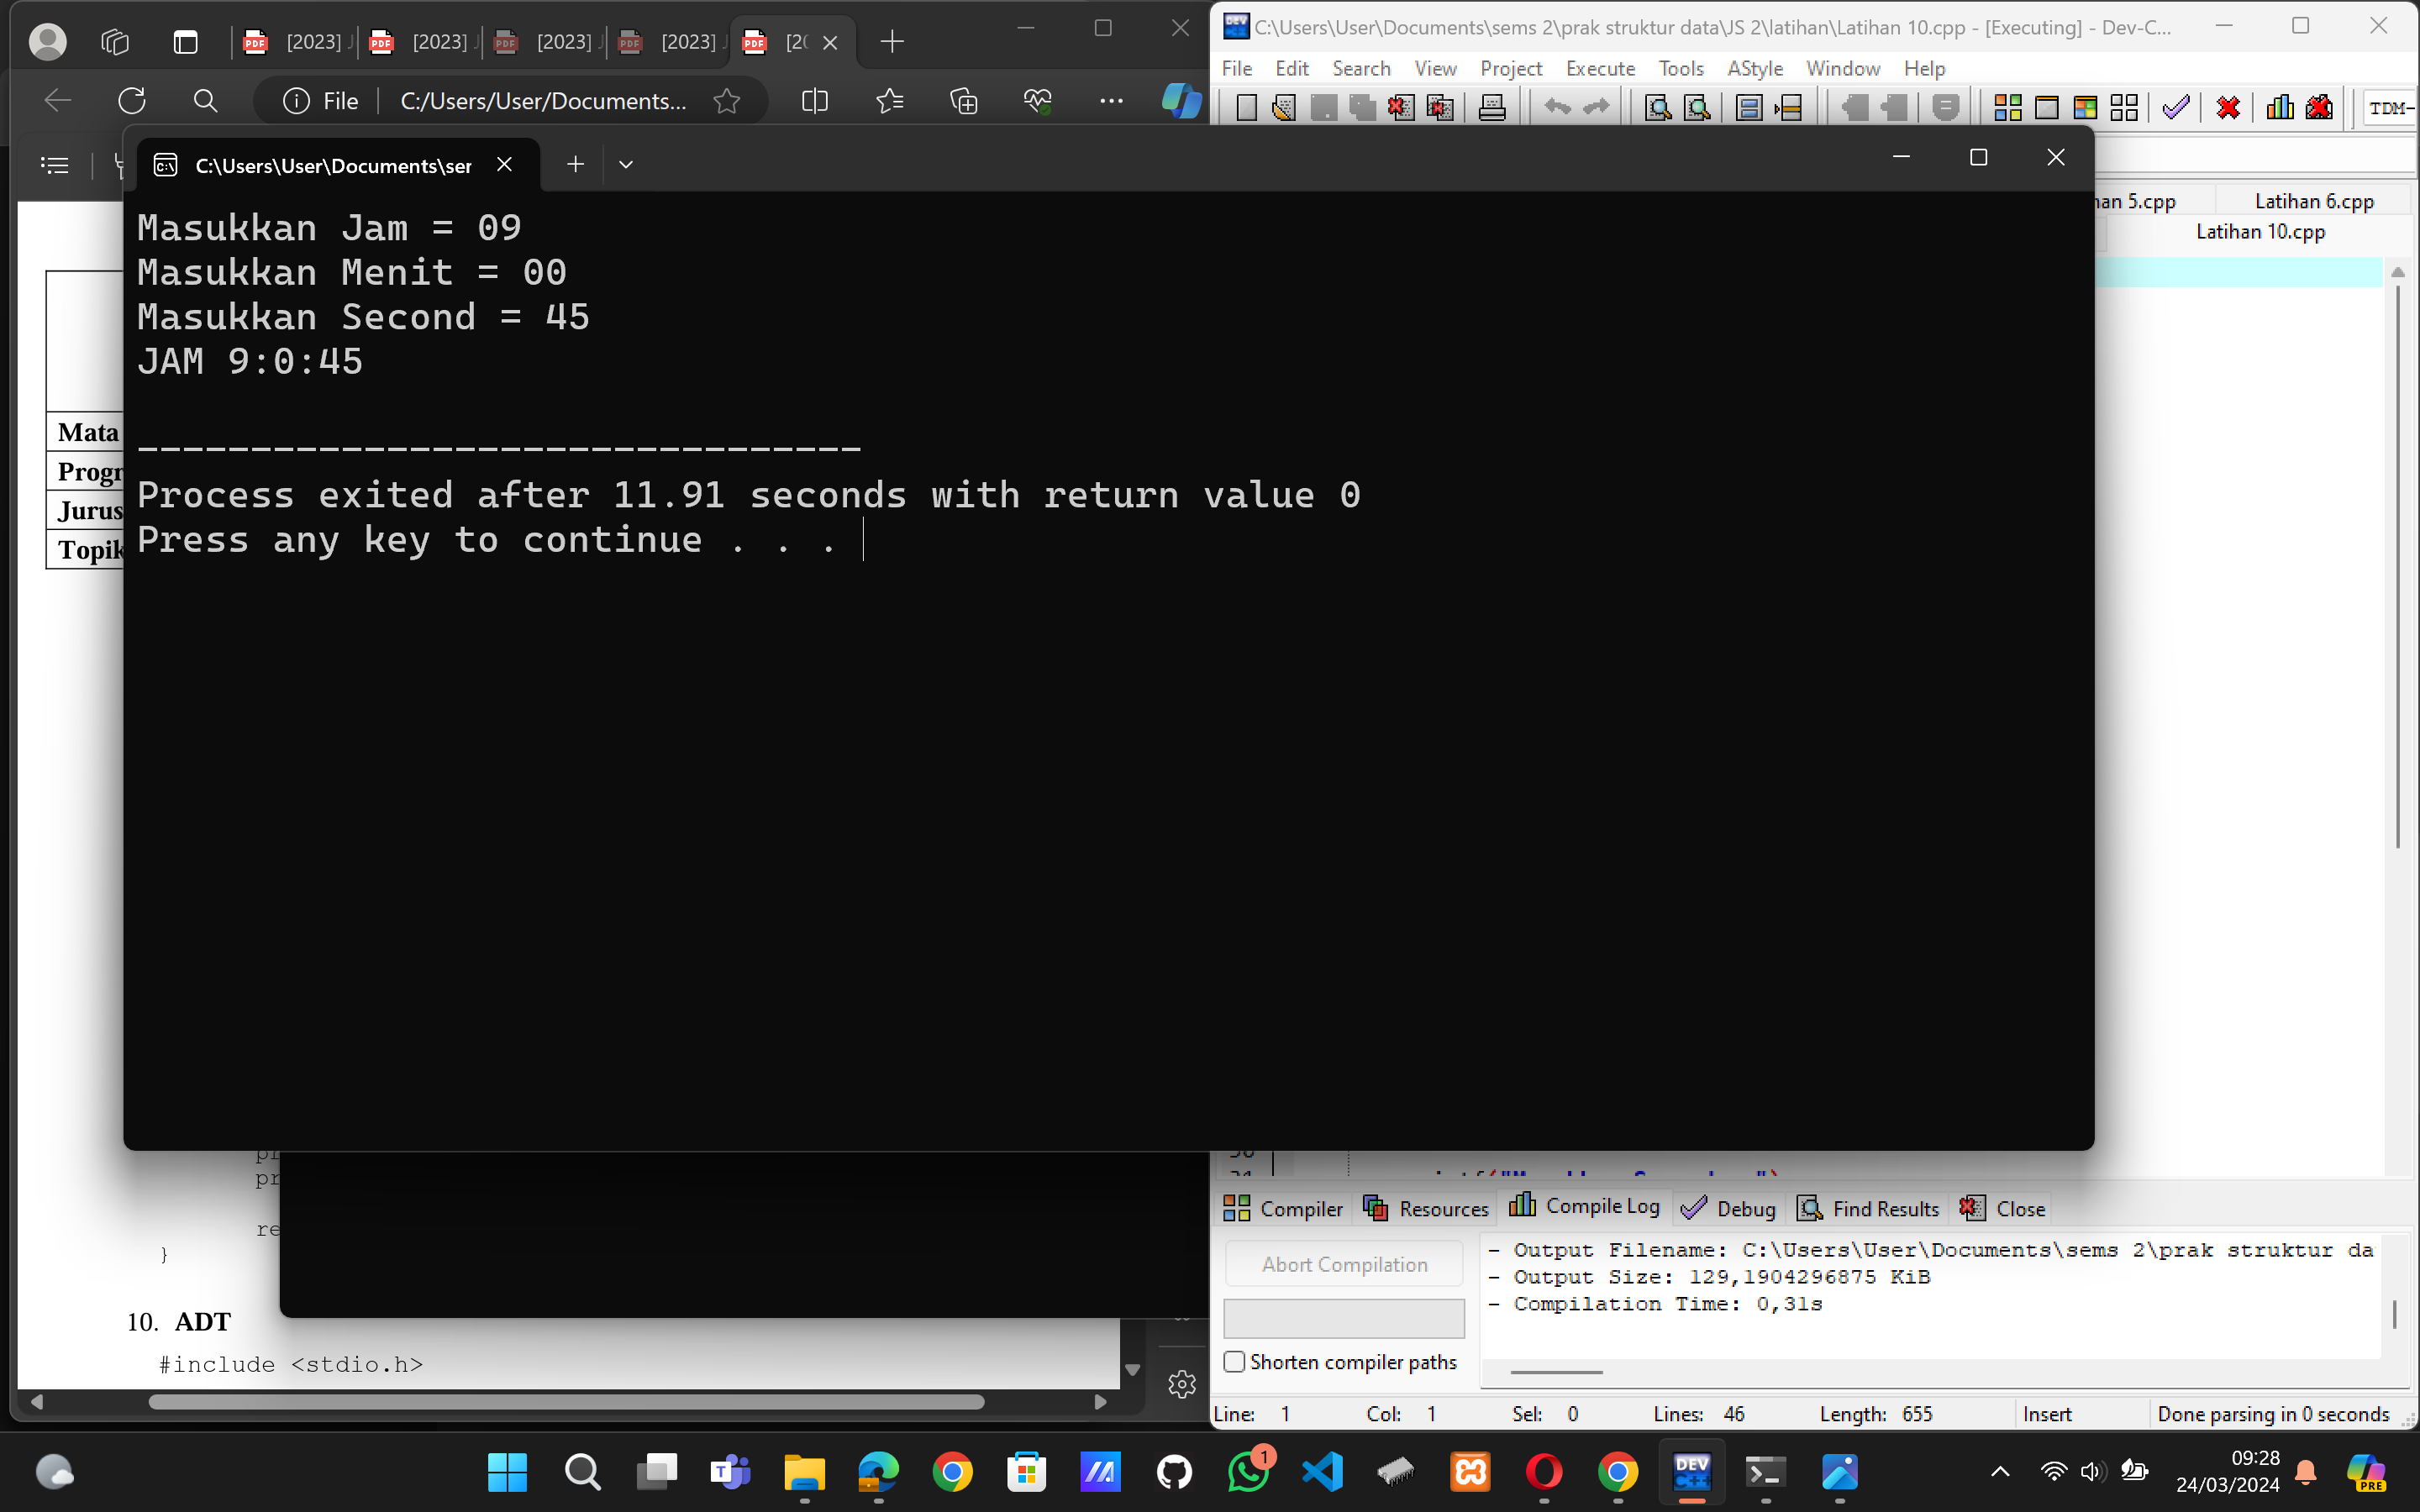 [2023] J
[2023] J
[2023] J
[2023] J
[20
File
C:/Users/User/Documents...
C:\Users\User\Documents\sems 2\prak struktur data\JS 2\latihan\Latihan 10.cpp - [Executing] - Dev-C...
File Edit Search View Project Execute Tools AStyle Window Help
TDM-
C:\Users\User\Documents\ser
an 5.cpp
Latihan 6.cpp
Latihan 10.cpp
Masukkan Jam = 09
Masukkan Menit = 00
Masukkan Second = 45
JAM 9:0:45
--------------------------------
Process exited after 11.91 seconds with return value 0
Press any key to continue . . .
Mata
Progr
Jurus
Topik
pr
pr
re
}
10. ADT
#include <stdio.h>
Compiler Resources Compile Log Debug Find Results Close
Abort Compilation
Shorten compiler paths
- Output Filename: C:\Users\User\Documents\sems 2\prak struktur da
- Output Size: 129,1904296875 KiB
- Compilation Time: 0,31s
Line: 1 Col: 1 Sel: 0 Lines: 46 Length: 655 Insert Done parsing in 0 seconds
1
DEV C++
09:28
24/03/2024
PRE